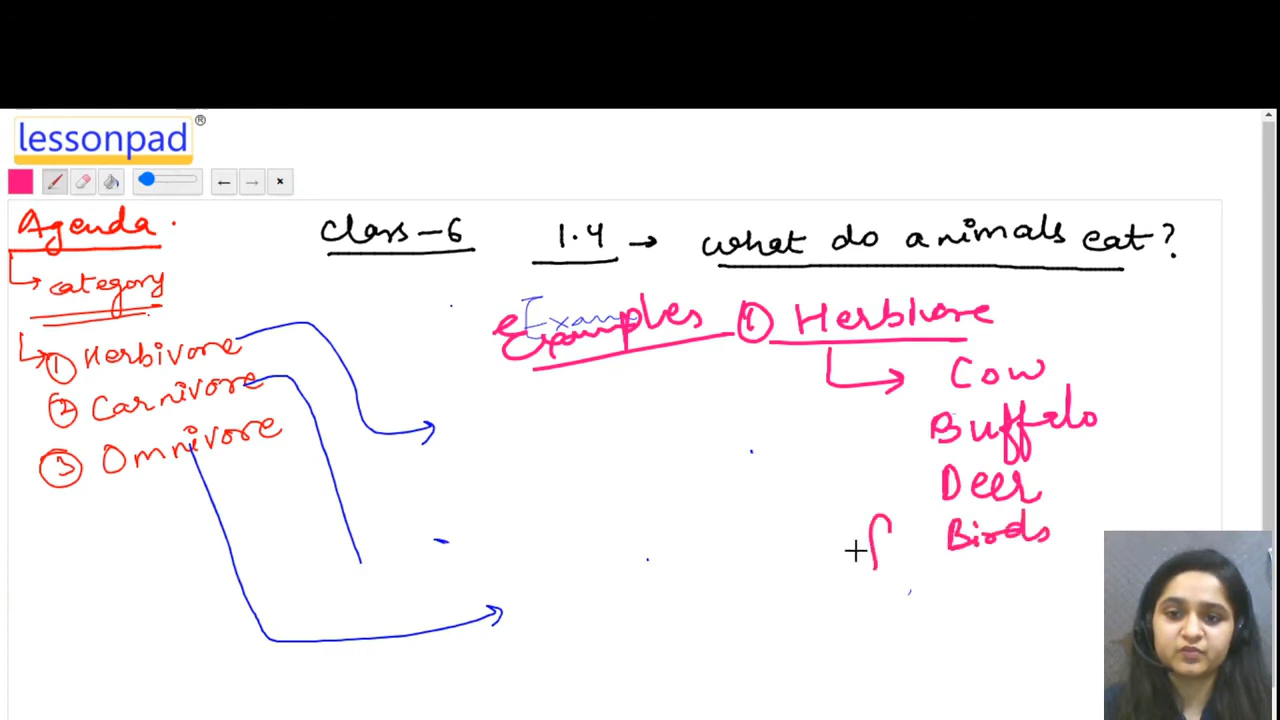 lessonpad ®
Agenda.
category
① Herbivore
② Carnivore
③ Omnivore
class-6 1.4 → what do animals eat?
Examples ① Herbivore
Cow
Buffalo
Deer
Birds